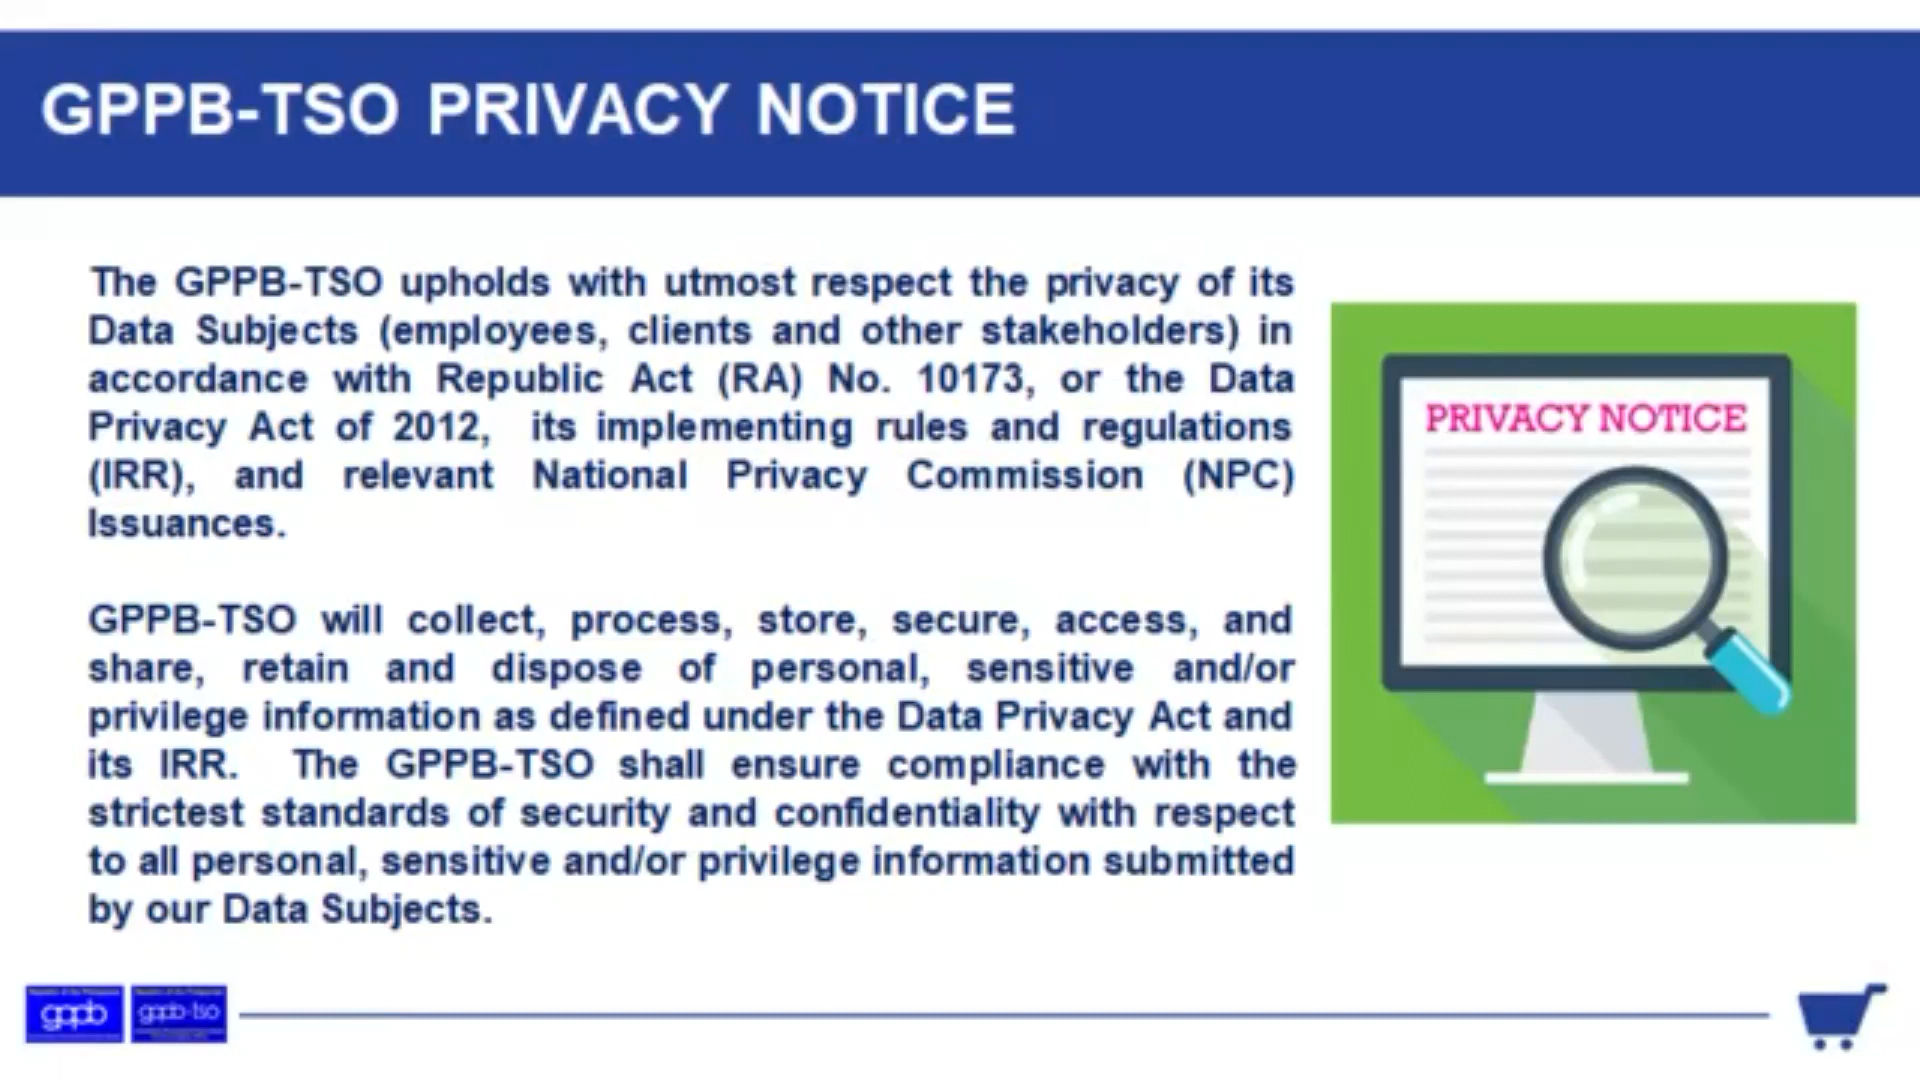 GPPB-TSO PRIVACY NOTICE
The GPPB-TSO upholds with utmost respect the privacy of its
Data Subjects (employees, clients and other stakeholders) in
accordance with Republic Act (RA) No. 10173, or the Data
Privacy Act of 2012, its implementing rules and regulations
(IRR), and relevant National Privacy Commission (NPC)
Issuances.
GPPB-TSO will collect, process, store, secure, access, and
share, retain and dispose of personal, sensitive and/or
privilege information as defined under the Data Privacy Act and
its IRR. The GPPB-TSO shall ensure compliance with the
strictest standards of security and confidentiality with respect
to all personal, sensitive and/or privilege information submitted
by our Data Subjects.
PRIVACY NOTICE
gppb
gppb-tso